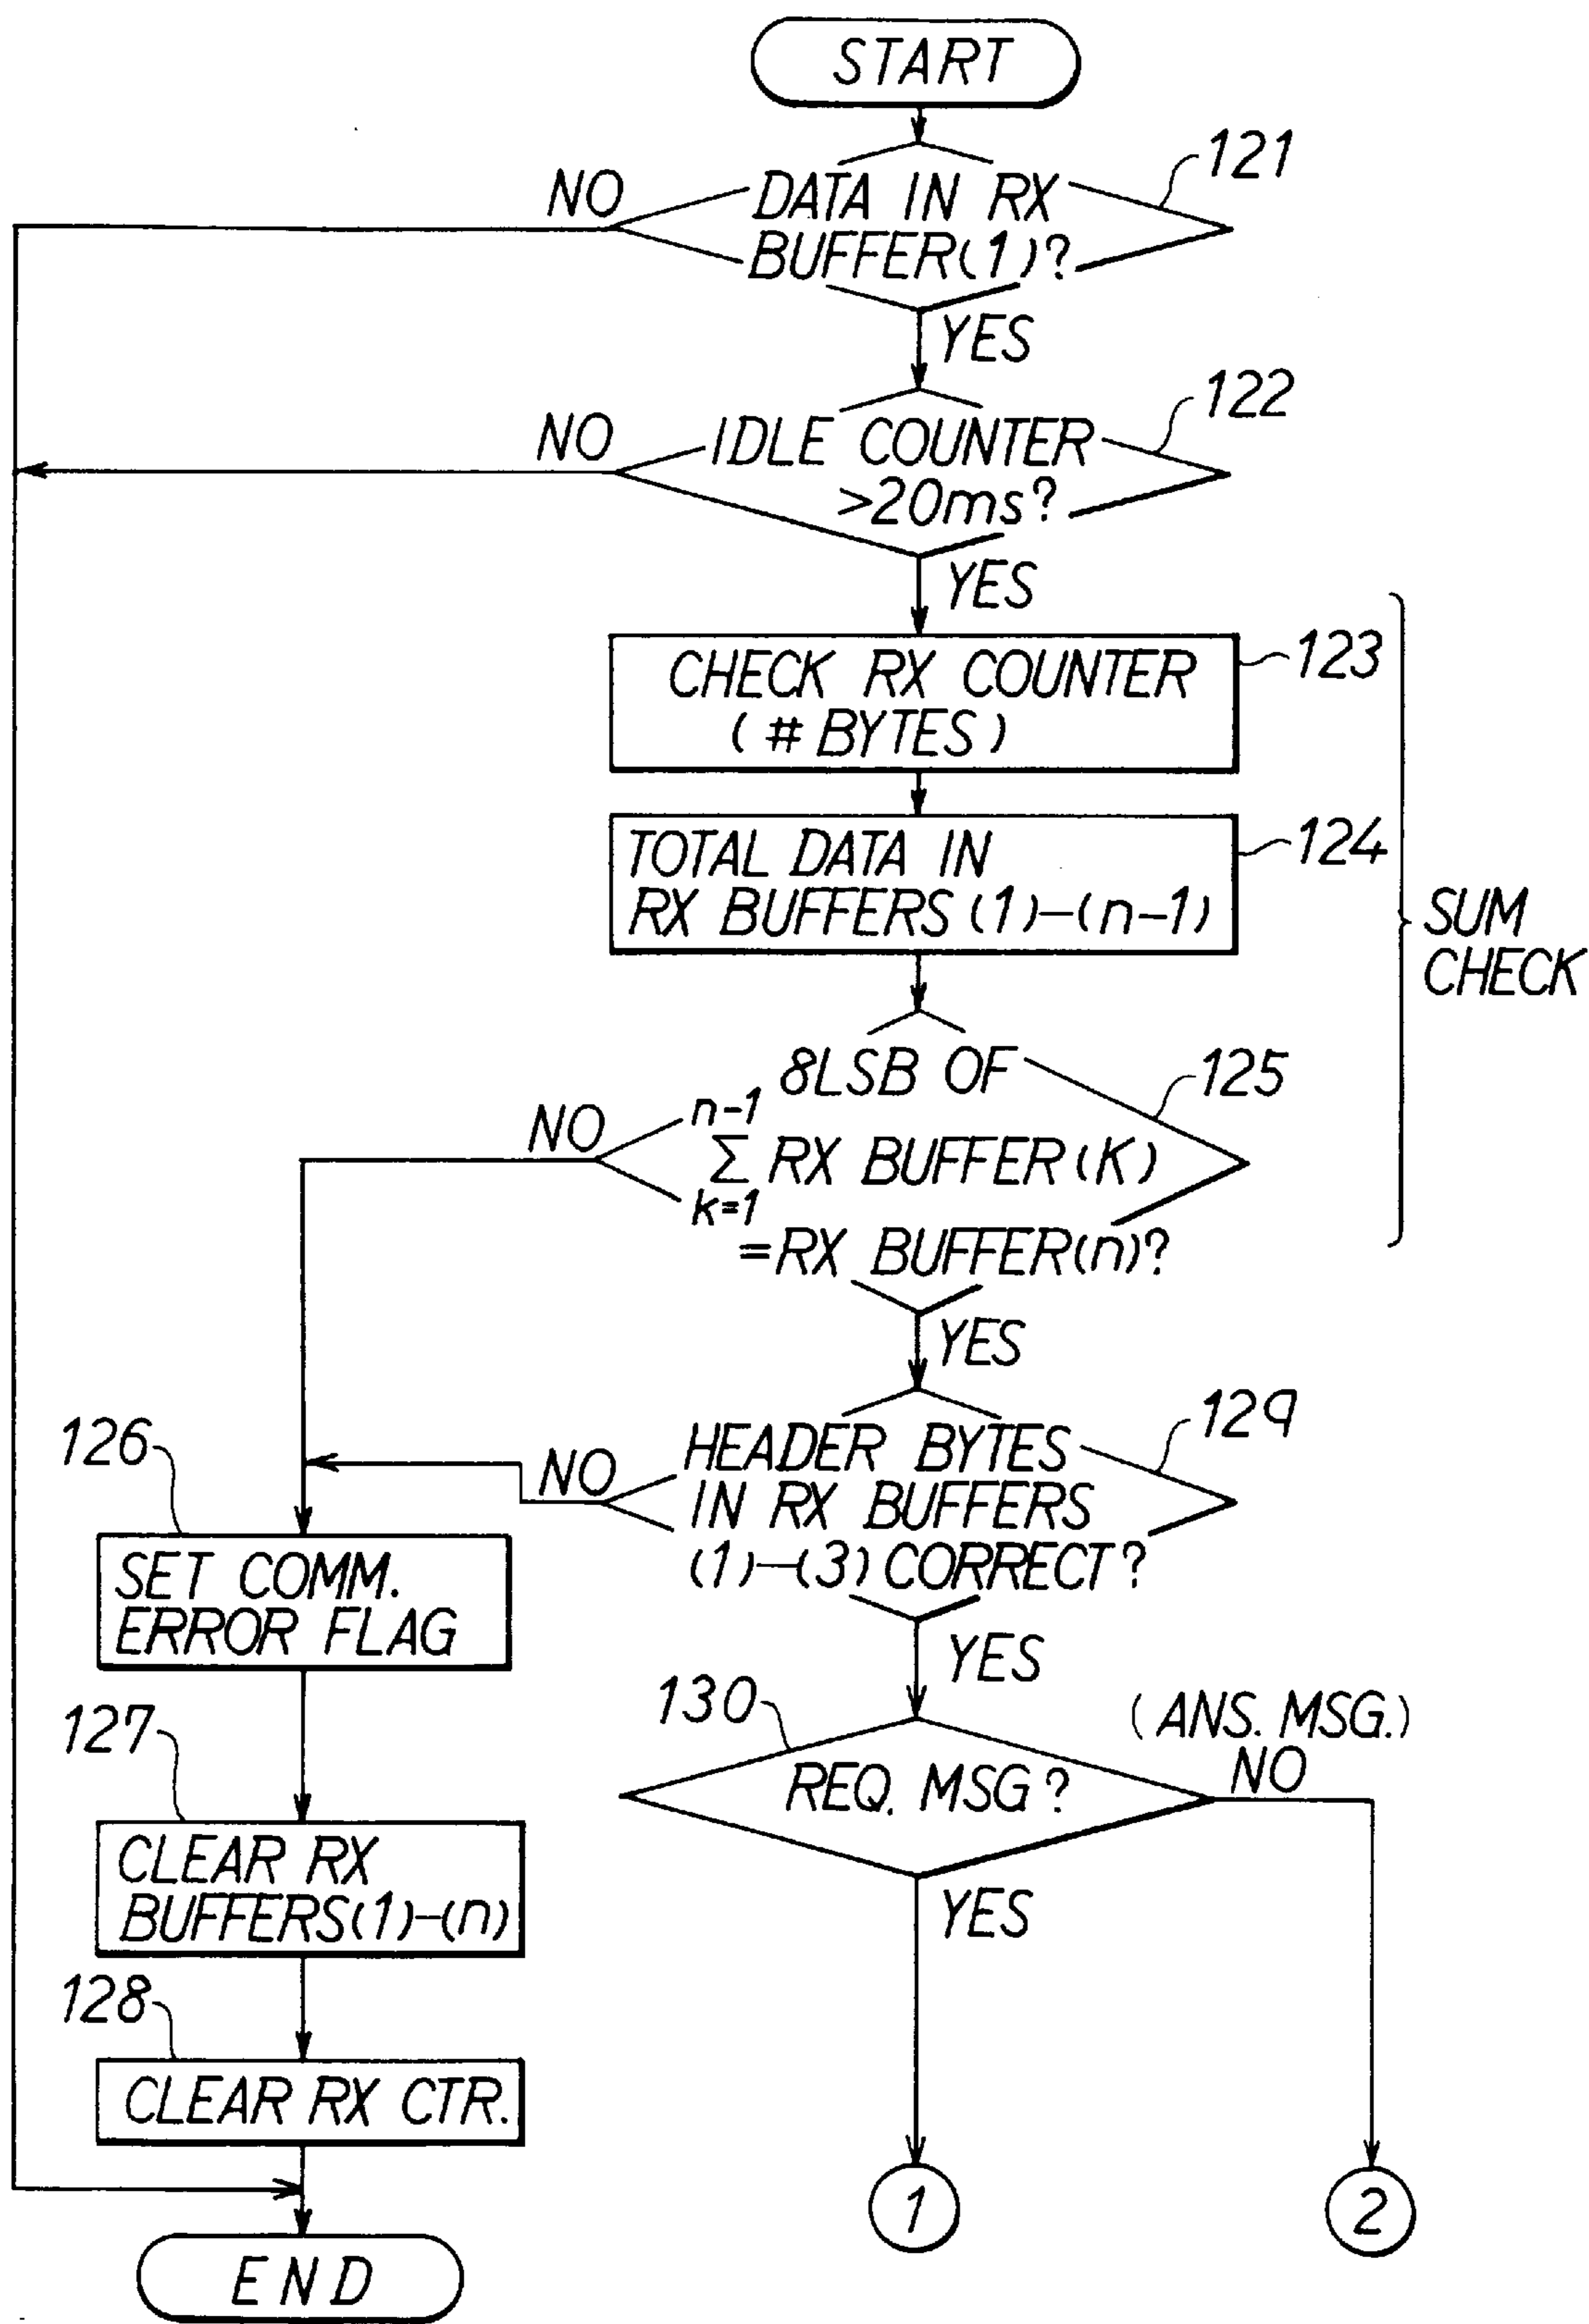 START
121
NO
DATA IN RX
BUFFER(1)?
YES
122
NO
IDLE COUNTER
>20ms?
YES
123
CHECK RX COUNTER
(# BYTES)
124
TOTAL DATA IN
RX BUFFERS (1)-(n-1)
SUM
CHECK
125
8LSB OF
NO
n-1
Σ RX BUFFER(K)
k=1
=RX BUFFER(n)?
YES
129
126
NO
HEADER BYTES
IN RX BUFFERS
(1)-(3) CORRECT?
SET COMM.
ERROR FLAG
YES
130
(ANS. MSG.)
NO
127
REQ. MSG?
CLEAR RX
BUFFERS(1)-(n)
YES
128
CLEAR RX CTR.
1
2
END